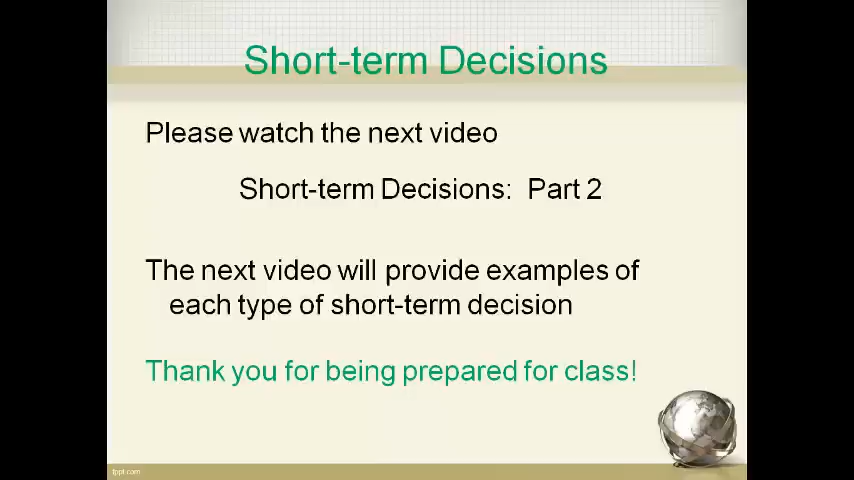 Short-term Decisions
Please watch the next video
Short-term Decisions: Part 2
The next video will provide examples of
each type of short-term decision
Thank you for being prepared for class!
fppt.com